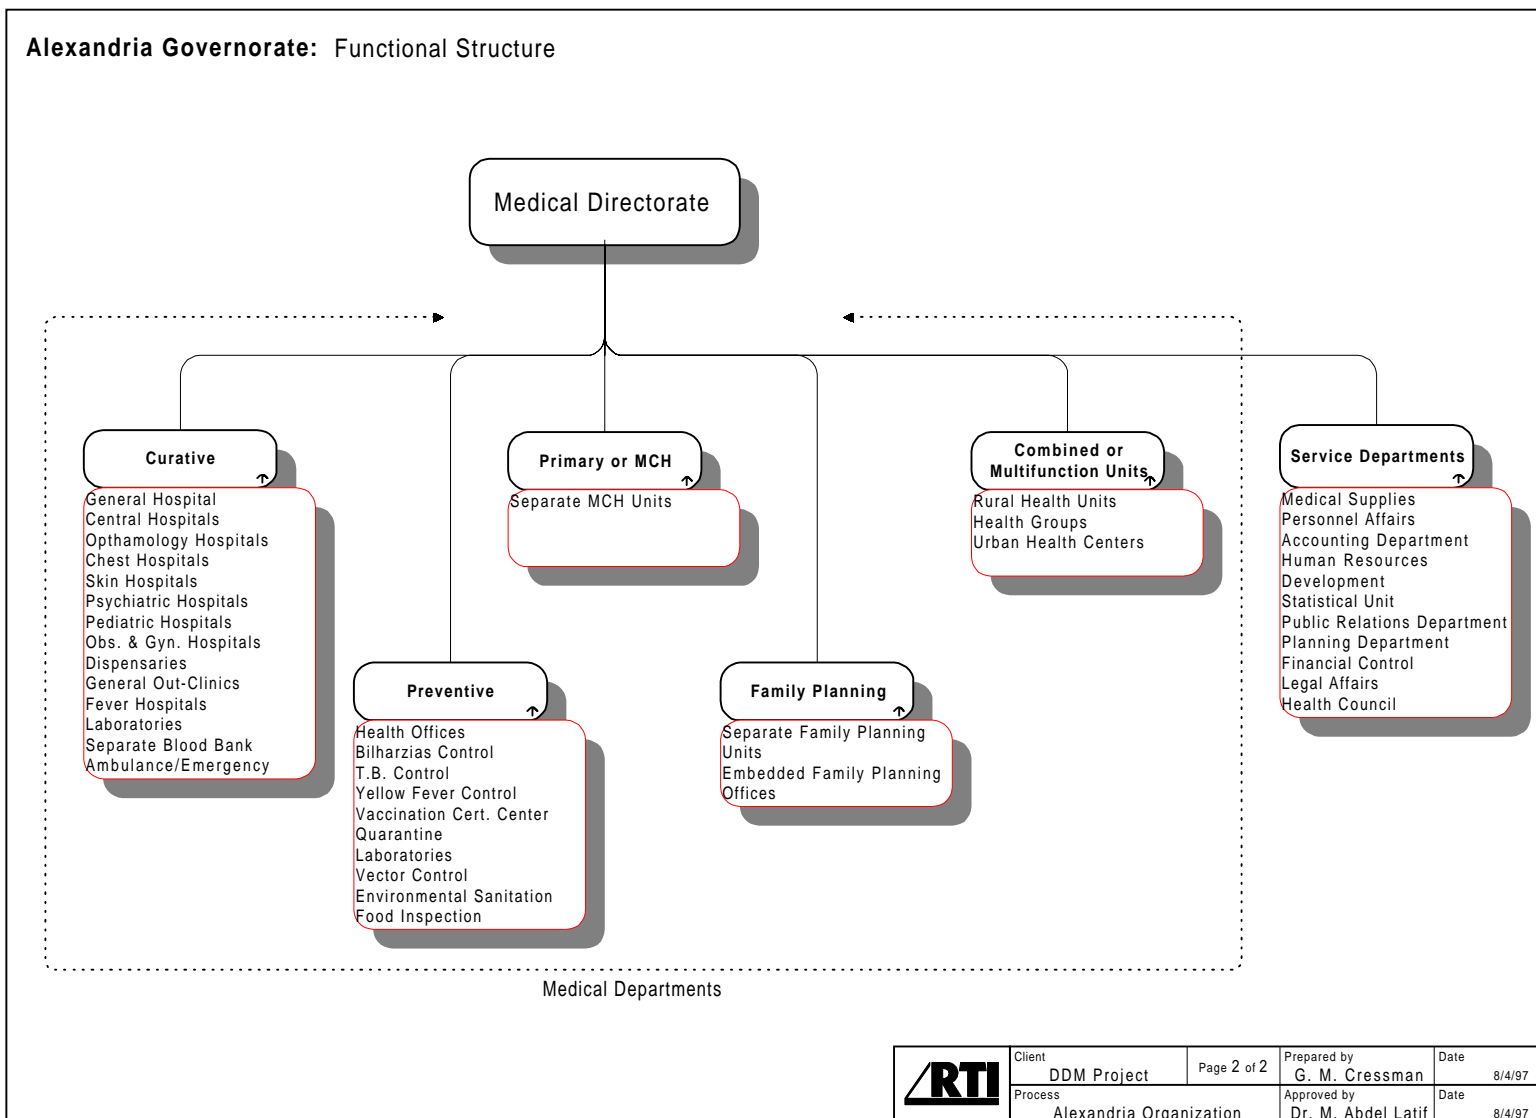 Alexandria Governorate: Functional Structure
Medical Directorate
Curative
General Hospital
Central Hospitals
Opthamology Hospitals
Chest Hospitals
Skin Hospitals
Psychiatric Hospitals
Pediatric Hospitals
Obs. & Gyn. Hospitals
Dispensaries
General Out-Clinics
Fever Hospitals
Laboratories
Separate Blood Bank
Ambulance/Emergency
Preventive
Health Offices
Bilharzias Control
T.B. Control
Yellow Fever Control
Vaccination Cert. Center
Quarantine
Laboratories
Vector Control
Environmental Sanitation
Food Inspection
Primary or MCH
Separate MCH Units
Family Planning
Separate Family Planning
Units
Embedded Family Planning
Offices
Combined or
Multifunction Units
Rural Health Units
Health Groups
Urban Health Centers
Service Departments
Medical Supplies
Personnel Affairs
Accounting Department
Human Resources
Development
Statistical Unit
Public Relations Department
Planning Department
Financial Control
Legal Affairs
Health Council
Medical Departments
RTI
Client
DDM Project
Page 2 of 2
Prepared by
G. M. Cressman
Date
8/4/97
Process
Alexandria Organization
Approved by
Dr. M. Abdel Latif
Date
8/4/97